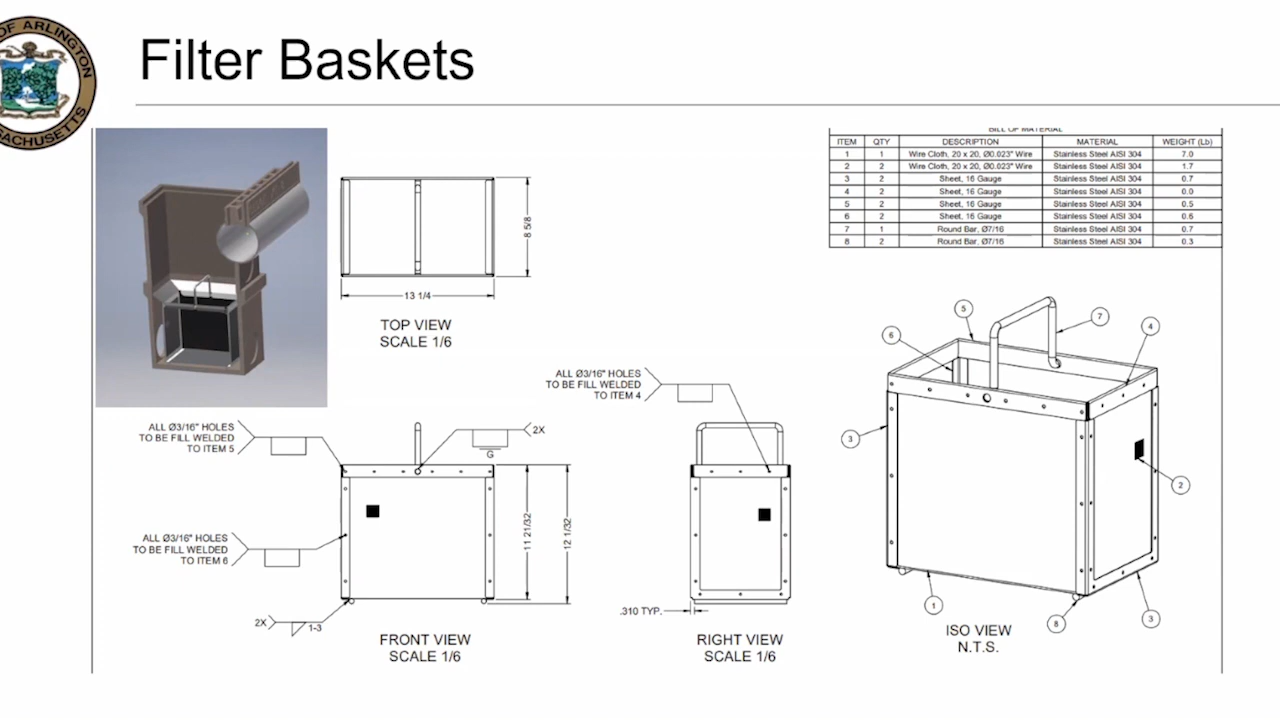 OF ARLINGTON
MASSACHUSETTS
Filter Baskets
BILL OF MATERIAL
ITEM QTY DESCRIPTION MATERIAL WEIGHT (Lb)
1 1 Wire Cloth, 20 x 20, Ø0.023" Wire Stainless Steel AISI 304 7.0
2 2 Wire Cloth, 20 x 20, Ø0.023" Wire Stainless Steel AISI 304 1.7
3 2 Sheet, 16 Gauge Stainless Steel AISI 304 0.7
4 2 Sheet, 16 Gauge Stainless Steel AISI 304 0.0
5 2 Sheet, 16 Gauge Stainless Steel AISI 304 0.5
6 2 Sheet, 16 Gauge Stainless Steel AISI 304 0.6
7 1 Round Bar, Ø7/16 Stainless Steel AISI 304 0.7
8 2 Round Bar, Ø7/16 Stainless Steel AISI 304 0.3
8 5/8
13 1/4
TOP VIEW
SCALE 1/6
ALL Ø3/16" HOLES
TO BE FILL WELDED
TO ITEM 4
ALL Ø3/16" HOLES
TO BE FILL WELDED
TO ITEM 5
2X
G
ALL Ø3/16" HOLES
TO BE FILL WELDED
TO ITEM 6
11 21/32
12 1/32
2X
1-3
FRONT VIEW
SCALE 1/6
.310 TYP.
RIGHT VIEW
SCALE 1/6
5
7
4
6
3
2
1
8
3
ISO VIEW
N.T.S.